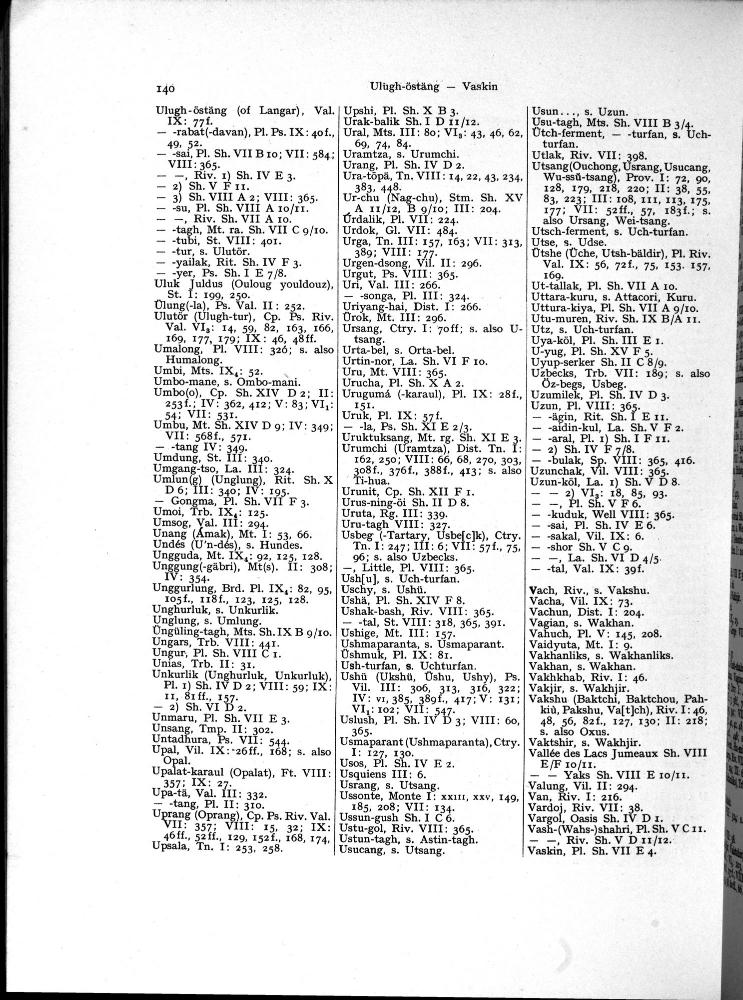 140
Ulugh-östäng — Vaskin
Ulugh-östäng (of Langar), Val.
IX: 77f.
— -rabat(-davan), Pl. Ps. IX: 40f.,
49, 52.
— -sai, Pl. Sh. VII B 10; VII: 584;
VIII: 365.
— —, Riv. 1) Sh. IV E 3.
— 2) Sh. V F 11.
— 3) Sh. VIII A 2; VIII: 365.
— -su, Pl. Sh. VIII A 10/11.
— —, Riv. Sh. VII A 10.
— -tagh, Mt. ra. Sh. VII C 9/10.
— -tubi, St. VIII: 401.
— -tur, s. Ulutör.
— -yailak, Rit. Sh. IV F 3.
— -yer, Ps. Sh. I E 7/8.
Uluk Juldus (Ouloug youldouz),
St. I: 199, 250.
Ülung(-la), Ps. Val. II: 252.
Ulutör (Ulugh-tur), Cp. Ps. Riv.
Val. VI₂: 14, 59, 82, 163, 166,
169, 177, 179; IX: 46, 48ff.
Umalong, Pl. VIII: 326; s. also
Humalong.
Umbi, Mts. IX₄: 52.
Umbo-mane, s. Ombo-mani.
Umbo(o), Cp. Sh. XIV D 2; II:
253f.; IV: 362, 412; V: 83; VI₁:
54; VII: 531.
Umbu, Mt. Sh. XIV D 9; IV: 349;
VII: 568f., 571.
— -tang IV: 349.
Umdung, St. III: 340.
Umgang-tso, La. III: 324.
Umlun(g) (Unglung), Rit. Sh. X
D 6; III: 340; IV: 195.
— Gongma, Pl. Sh. VII F 3.
Umoi, Trb. IX₄: 125.
Umsog, Val. III: 294.
Unang (Amak), Mt. I: 53, 66.
Undés (U'n-dés), s. Hundes.
Ungguda, Mt. IX₄: 92, 125, 128.
Unggung(-gäbri), Mt(s). II: 308;
IV: 354.
Unggurlung, Brd. Pl. IX₄: 82, 95,
105f., 118f., 123, 125, 128.
Unghurluk, s. Unkurlik.
Unglung, s. Umlung.
Üngüling-tagh, Mts. Sh. IX B 9/10.
Ungars, Trb. VIII: 441.
Ungur, Pl. Sh. VIII C 1.
Unias, Trb. II: 31.
Unkurlik (Unghurluk, Unkurluk),
Pl. 1) Sh. IV D 2; VIII: 59; IX:
11, 81ff., 157.
— 2) Sh. VI D 2.
Unmaru, Pl. Sh. VII E 3.
Unsang, Tmp. II: 302.
Untadhura, Ps. VII: 544.
Upal, Vil. IX: 26ff., 168; s. also
Opal.
Upalat-karaul (Opalat), Ft. VIII:
357; IX: 27.
Upa-tä, Val. III: 332.
— -tang, Pl. II: 310.
Uprang (Oprang), Cp. Ps. Riv. Val.
VII: 357; VIII: 15, 32; IX:
46ff., 52ff., 129, 152f., 168, 174,
Upsala, Tn. I: 253, 258.
Upshi, Pl. Sh. X B 3.
Urak-balik Sh. I D 11/12.
Ural, Mts. III: 80; VI₂: 43, 46, 62,
69, 74, 84.
Uramtza, s. Urumchi.
Urang, Pl. Sh. IV D 2.
Ura-töpä, Tn. VIII: 14, 22, 43, 234,
383, 448.
Ur-chu (Nag-chu), Stm. Sh. XV
A 11/12, B 9/10; III: 204.
Ürdalik, Pl. VII: 224.
Urdok, Gl. VII: 484.
Urga, Tn. III: 157, 163; VII: 313,
389; VIII: 177.
Urgen-dsong, Vil. II: 296.
Urgut, Ps. VIII: 365.
Uri, Val. III: 266.
— -songa, Pl. III: 324.
Uriyang-hai, Dist. I: 266.
Ürok, Mt. III: 296.
Ursang, Ctry. I: 70ff; s. also U-
tsang.
Urta-bel, s. Orta-bel.
Urtin-nor, La. Sh. VI F 10.
Uru, Mt. VIII: 365.
Urucha, Pl. Sh. X A 2.
Urugumá (-karaul), Pl. IX: 28f.,
151.
Uruk, Pl. IX: 57f.
— -la, Ps. Sh. XI E 2/3.
Uruktuksang, Mt. rg. Sh. XI E 3.
Urumchi (Uramtza), Dist. Tn. I:
162, 250; VIII: 66, 68, 270, 303,
308f., 376f., 388f., 413; s. also
Ti-hua.
Urunit, Cp. Sh. XII F 1.
Urus-ning-öi Sh. II D 8.
Uruta, Rg. III: 339.
Uru-tagh VIII: 327.
Usbeg (-Tartary, Usbe[c]k), Ctry.
Tn. I: 247; III: 6; VII: 57f., 75,
96; s. also Uzbecks.
—, Little, Pl. VIII: 365.
Ush[u], s. Uch-turfan.
Uschy, s. Ushü.
Ushä, Pl. Sh. XIV F 8.
Ushak-bash, Riv. VIII: 365.
— -tal, St. VIII: 318, 365, 391.
Ushige, Mt. III: 157.
Ushmaparanta, s. Usmaparant.
Ushmuk, Pl. IX: 81.
Ush-turfan, s. Uchturfan.
Ushü (Ukshü, Üshu, Ushy), Ps.
Vil. III: 306, 313, 316, 322;
IV: VI, 385, 389f., 417; V: 131;
VI₁: 102; VII: 547.
Uslush, Pl. Sh. IV D 3; VIII: 60,
365.
Usmaparant (Ushmaparanta), Ctry.
I: 127, 130.
Usos, Pl. Sh. IV E 2.
Usquiens III: 6.
Usrang, s. Utsang.
Ussonte, Monte I: XXIII, XXV, 149,
185, 208; VII: 134.
Ussun-gush Sh. I C 6.
Ustu-gol, Riv. VIII: 365.
Ustun-tagh, s. Astin-tagh.
Usucang, s. Utsang.
Usun..., s. Uzun.
Usu-tagh, Mts. Sh. VIII B 3/4.
Ütch-ferment, — -turfan, s. Uch-
turfan.
Utlak, Riv. VII: 398.
Utsang (Ouchong, Usrang, Usucang,
Wu-ssŭ-tsang), Prov. I: 72, 90,
128, 179, 218, 220; II: 38, 55,
83, 223; III: 108, 111, 113, 175,
177; VII: 52ff., 57, 183f.; s.
also Ursang, Wei-tsang.
Utsch-ferment, s. Uch-turfan.
Utse, s. Udse.
Ütshe (Üche, Utsh-bäldir), Pl. Riv.
Val. IX: 56, 72f., 75, 153. 157,
169.
Ut-tallak, Pl. Sh. VII A 10.
Uttara-kuru, s. Attacori, Kuru.
Uttura-kiya, Pl. Sh. VII A 9/10.
Utu-muren, Riv. Sh. IX B/A 11.
Utz, s. Uch-turfan.
Uya-köl, Pl. Sh. III E 1.
U-yug, Pl. Sh. XV F 5.
Uyup-serker Sh. II C 8/9.
Uzbecks, Trb. VII: 189; s. also
Öz-begs, Usbeg.
Uzumilek, Pl. Sh. IV D 3.
Uzun, Pl. VIII: 365.
— -ägin, Rit. Sh. I E 11.
— -aidin-kul, La. Sh. V F 2.
— -aral, Pl. 1) Sh. I F 11.
— 2) Sh. IV F 7/8.
— -bulak, Sp. VIII: 365, 416.
Uzunchak, Vil. VIII: 365.
Uzun-köl, La. 1) Sh. V D 8.
— — 2) VI₂: 18, 85, 93.
— —, Pl. Sh. V F 6.
— -kuduk, Well VIII: 365.
— -sai, Pl. Sh. IV E 6.
— -sakal, Vil. IX: 6.
— -shor Sh. V C 9.
— —, La. Sh. VI D 4/5.
— -tal, Val. IX: 39f.
Vach, Riv., s. Vakshu.
Vacha, Vil. IX: 73.
Vachun, Dist. I: 204.
Vagian, s. Wakhan.
Vahuch, Pl. V: 145, 208.
Vaidyuta, Mt. I: 9.
Vakhanliks, s. Wakhanliks.
Vakhan, s. Wakhan.
Vakhkhab, Riv. I: 46.
Vakjir, s. Wakhjir.
Vakshu (Baktchi, Baktchou, Pah-
kiú, Pakshu, Va[t]ch), Riv. I: 46,
48, 56, 82f., 127, 130; II: 218;
s. also Oxus.
Vaktshir, s. Wakhjir.
Vallée des Lacs Jumeaux Sh. VIII
E/F 10/11.
— — Yaks Sh. VIII E 10/11.
Valung, Vil. II: 294.
Van, Riv. I: 216.
Vardoj, Riv. VII: 38.
Vargol, Oasis Sh. IV D 1.
Vash-(Wahs-)shahri, Pl. Sh. V C 11.
— —, Riv. Sh. V D 11/12.
Vaskin, Pl. Sh. VII E 4.